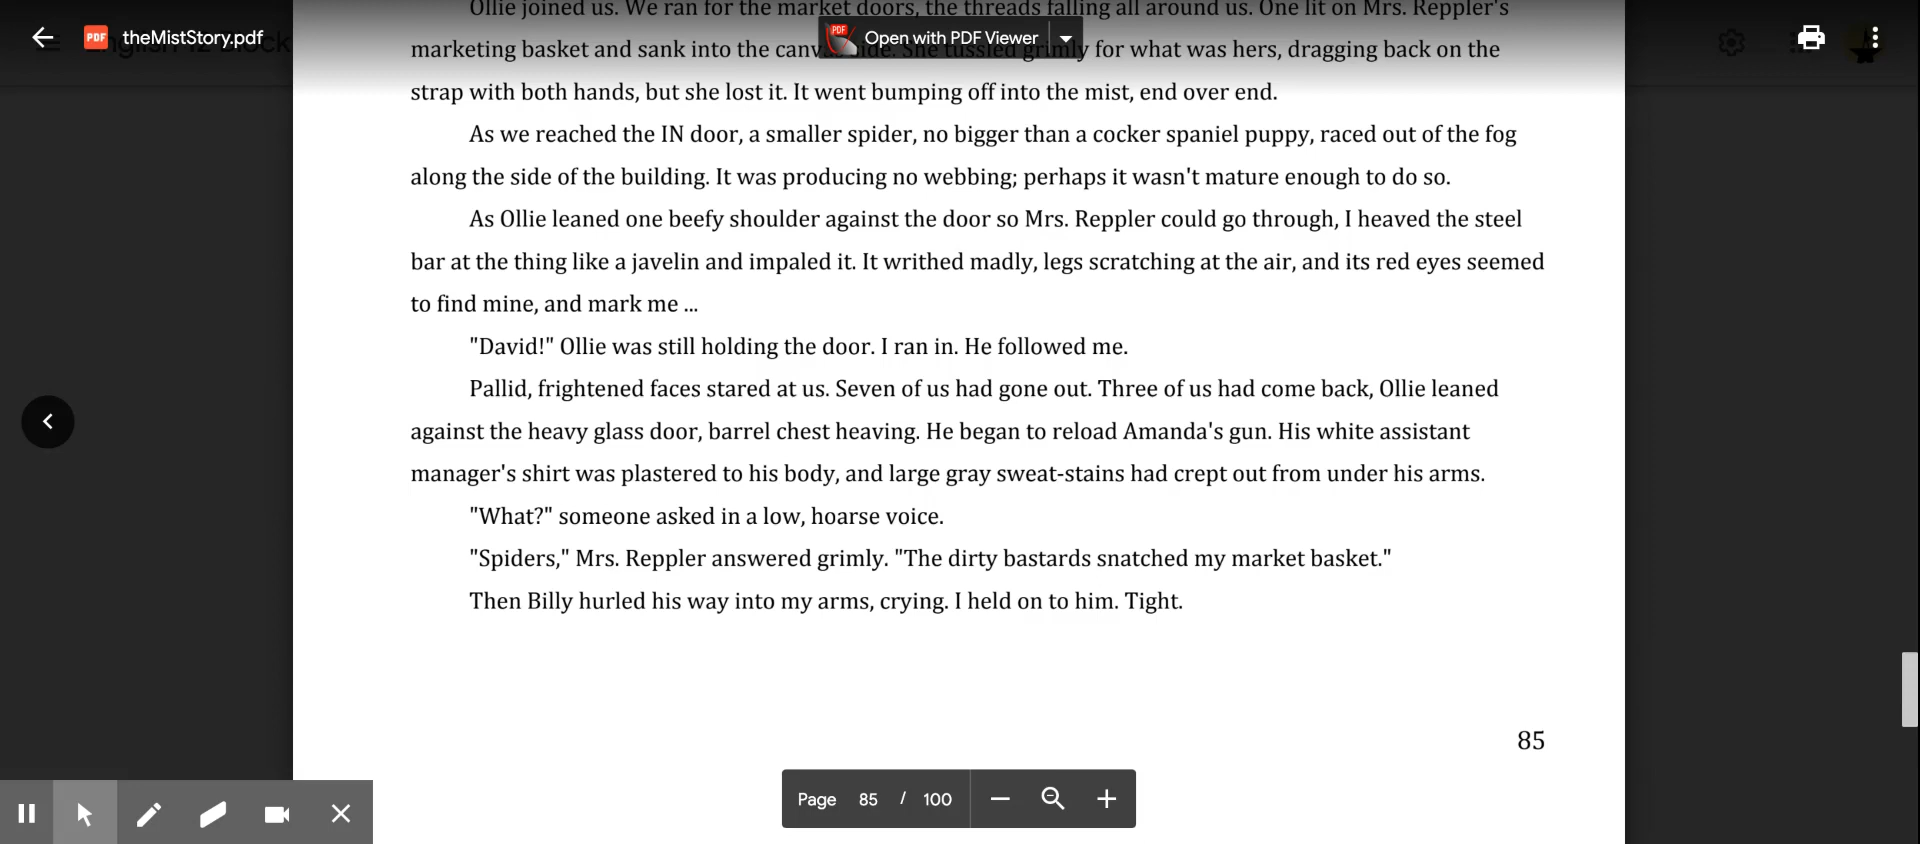 Ollie joined us. We ran for the market doors, the threads falling all around us. One lit on Mrs. Reppler's
theMistStory.pdf
PDF
Open with PDF Viewer
marketing basket and sank into the side. She tussled grimly for what was hers, dragging back on the
strap with both hands, but she lost it. It went bumping off into the mist, end over end.
As we reached the IN door, a smaller spider, no bigger than a cocker spaniel puppy, raced out of the fog
along the side of the building. It was producing no webbing; perhaps it wasn't mature enough to do so.
As Ollie leaned one beefy shoulder against the door so Mrs. Reppler could go through, I heaved the steel
bar at the thing like a javelin and impaled it. It writhed madly, legs scratching at the air, and its red eyes seemed
to find mine, and mark me ...
"David!" Ollie was still holding the door. I ran in. He followed me.
Pallid, frightened faces stared at us. Seven of us had gone out. Three of us had come back, Ollie leaned
against the heavy glass door, barrel chest heaving. He began to reload Amanda's gun. His white assistant
manager's shirt was plastered to his body, and large gray sweat-stains had crept out from under his arms.
"What?" someone asked in a low, hoarse voice.
"Spiders," Mrs. Reppler answered grimly. "The dirty bastards snatched my market basket."
Then Billy hurled his way into my arms, crying. I held on to him. Tight.
85
Page 85 / 100